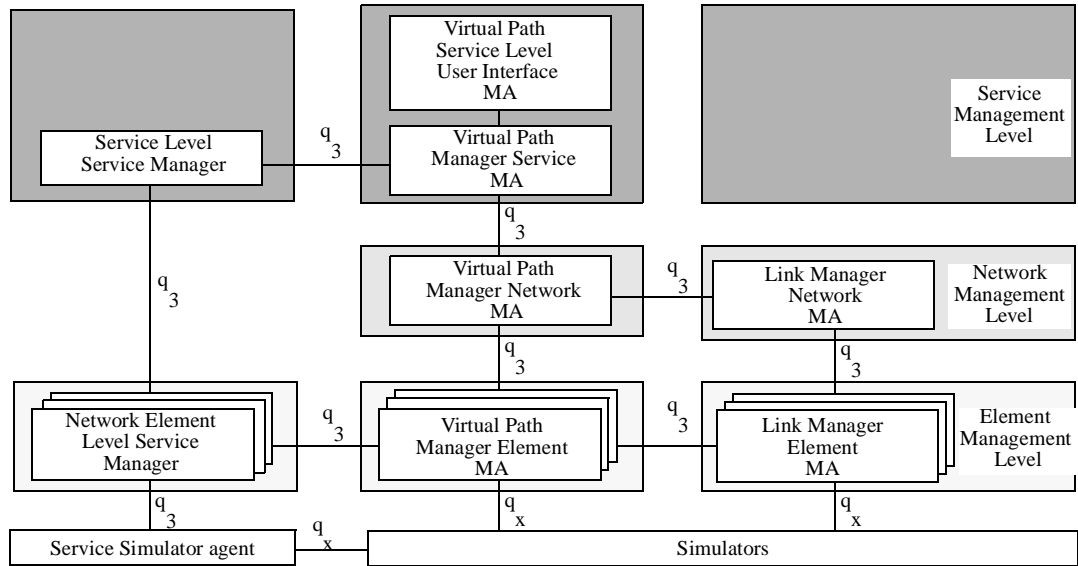 Virtual Path
Service Level
User Interface
MA
Service
Management
Level
Service Level
Service Manager
q
3
Virtual Path
Manager Service
MA
q
3
q
3
Virtual Path
Manager Network
MA
q
3
Link Manager
Network
MA
Network
Management
Level
q
3
q
3
Network Element
Level Service
Manager
q
3
Virtual Path
Manager Element
MA
q
3
Link Manager
Element
MA
Element
Management
Level
q
3
q
x
q
x
Service Simulator agent
q
x
Simulators